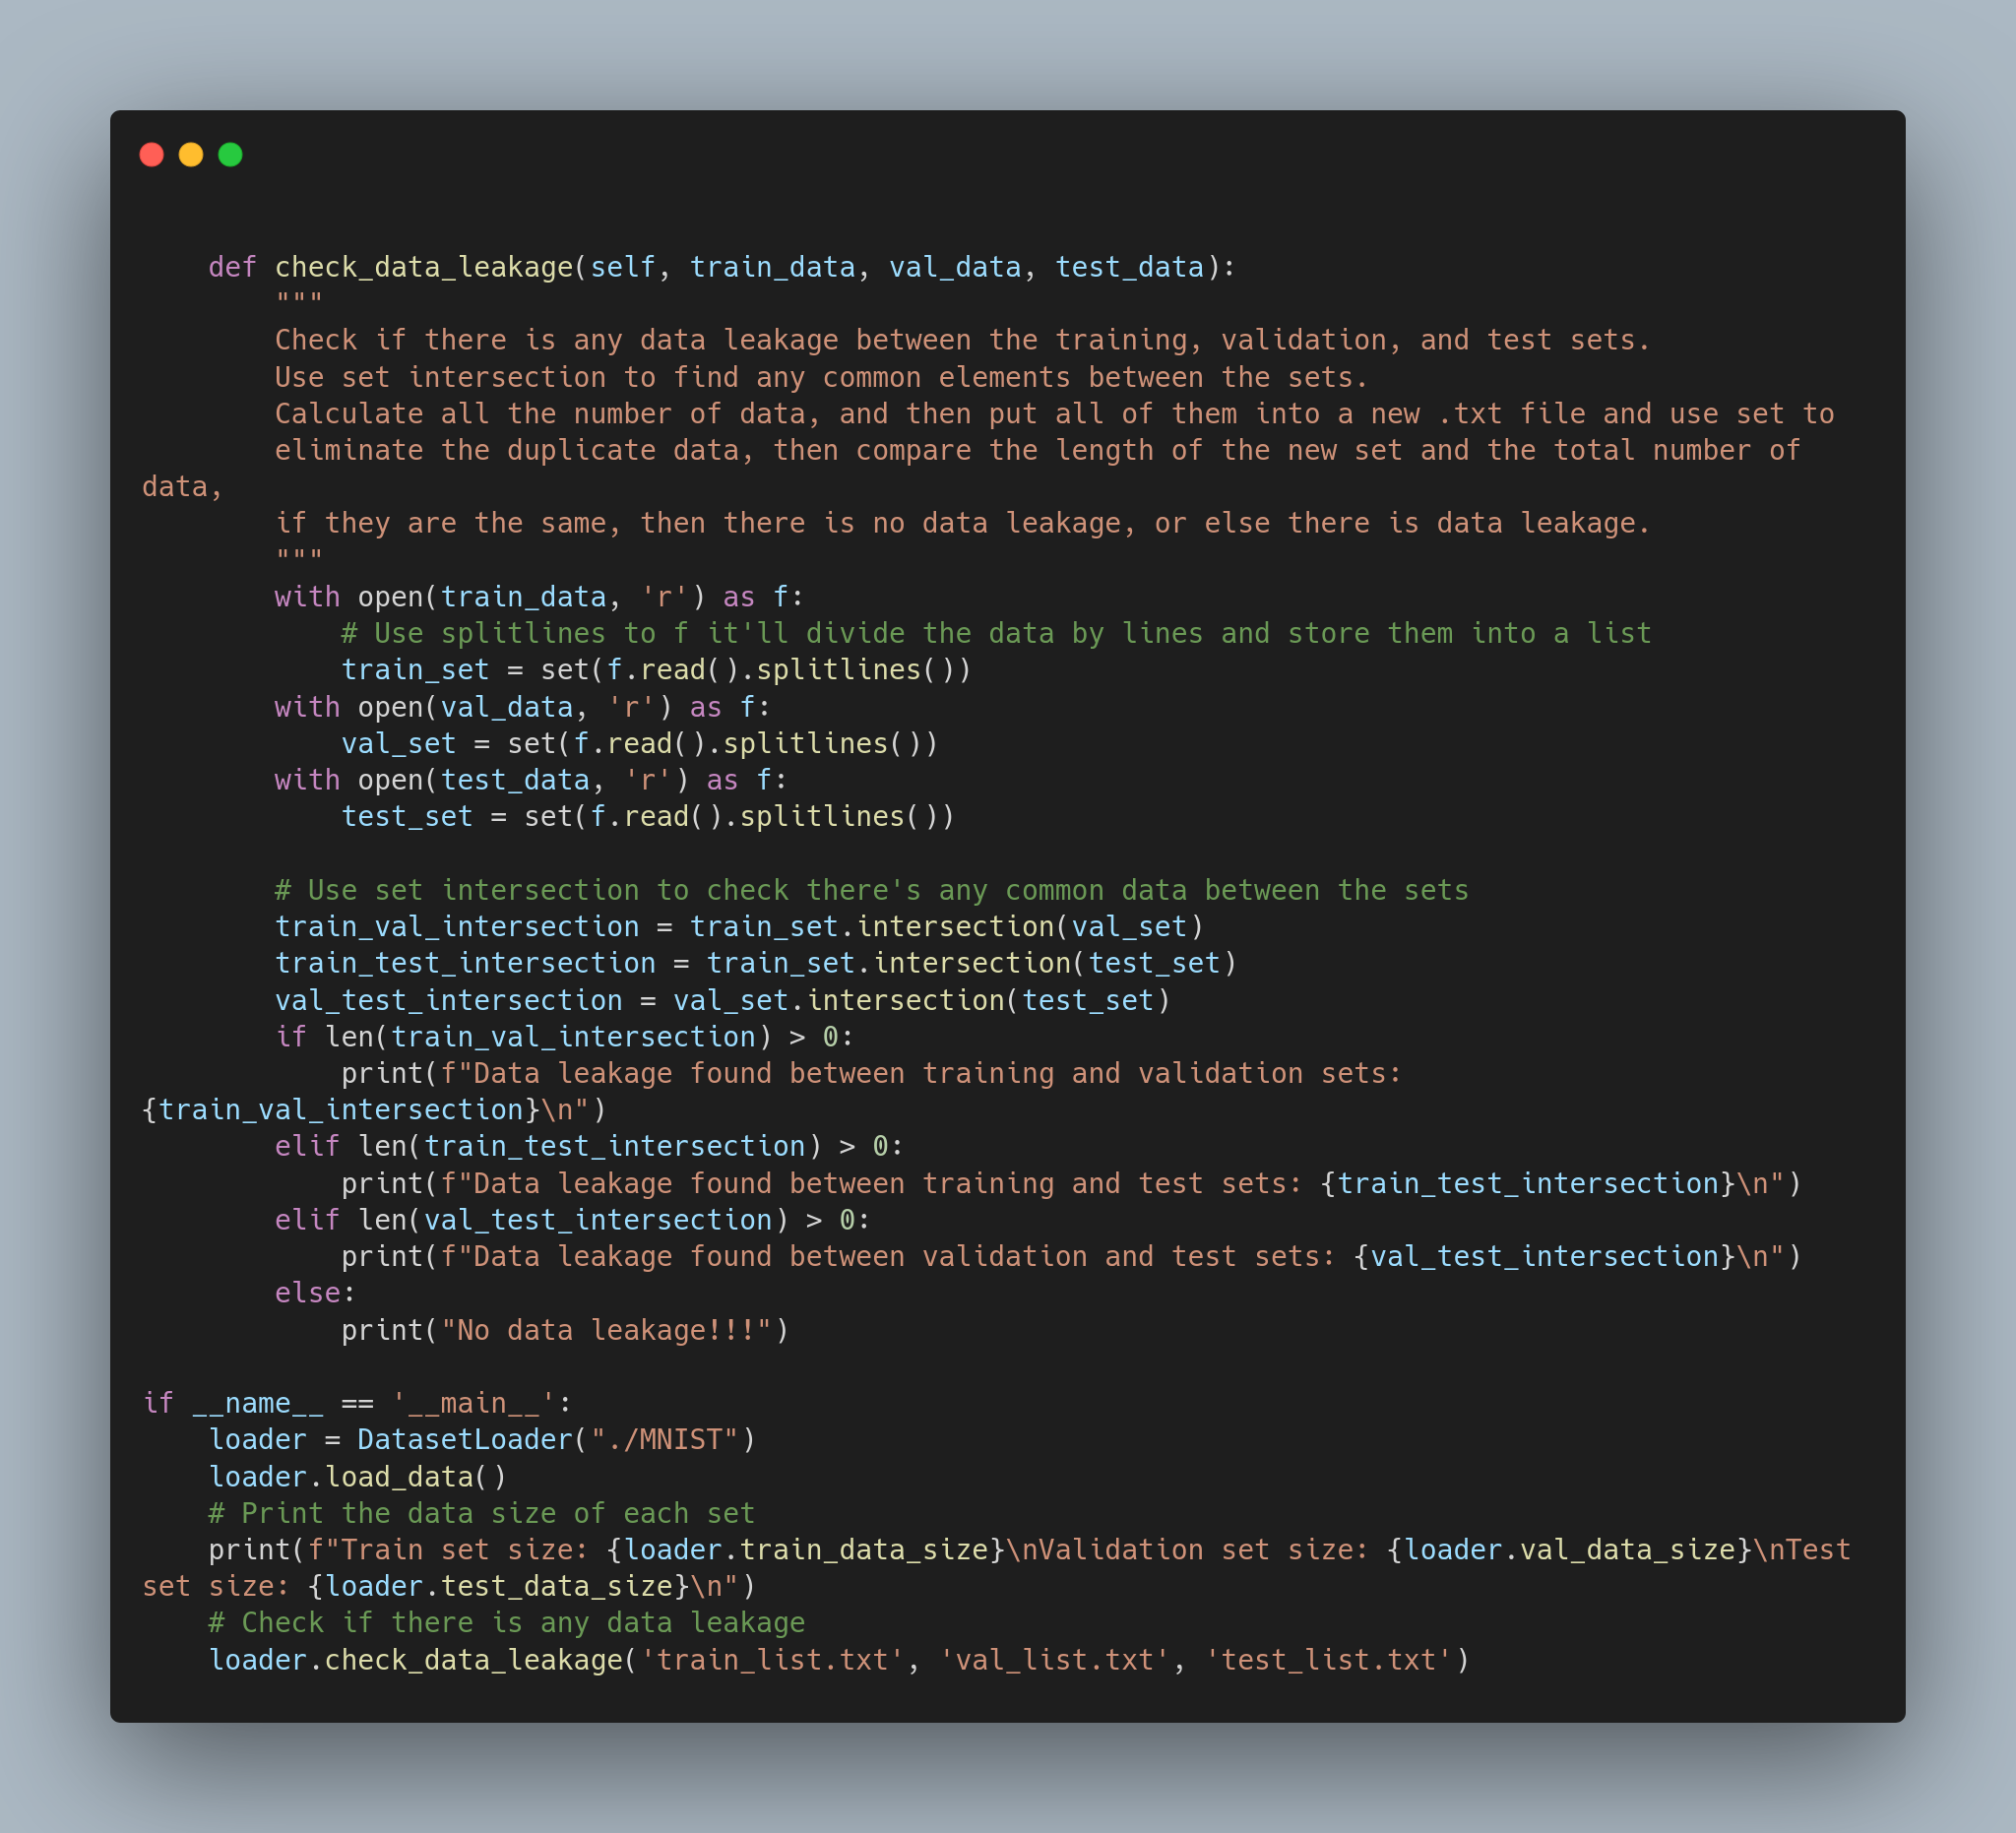 def check_data_leakage(self, train_data, val_data, test_data):
        """
        Check if there is any data leakage between the training, validation, and test sets.
        Use set intersection to find any common elements between the sets.
        Calculate all the number of data, and then put all of them into a new .txt file and use set to
        eliminate the duplicate data, then compare the length of the new set and the total number of
data,
        if they are the same, then there is no data leakage, or else there is data leakage.
        """
        with open(train_data, 'r') as f:
            # Use splitlines to f it'll divide the data by lines and store them into a list
            train_set = set(f.read().splitlines())
        with open(val_data, 'r') as f:
            val_set = set(f.read().splitlines())
        with open(test_data, 'r') as f:
            test_set = set(f.read().splitlines())

        # Use set intersection to check there's any common data between the sets
        train_val_intersection = train_set.intersection(val_set)
        train_test_intersection = train_set.intersection(test_set)
        val_test_intersection = val_set.intersection(test_set)
        if len(train_val_intersection) > 0:
            print(f"Data leakage found between training and validation sets:
{train_val_intersection}\n")
        elif len(train_test_intersection) > 0:
            print(f"Data leakage found between training and test sets: {train_test_intersection}\n")
        elif len(val_test_intersection) > 0:
            print(f"Data leakage found between validation and test sets: {val_test_intersection}\n")
        else:
            print("No data leakage!!!")

if __name__ == '__main__':
    loader = DatasetLoader("./MNIST")
    loader.load_data()
    # Print the data size of each set
    print(f"Train set size: {loader.train_data_size}\nValidation set size: {loader.val_data_size}\nTest
set size: {loader.test_data_size}\n")
    # Check if there is any data leakage
    loader.check_data_leakage('train_list.txt', 'val_list.txt', 'test_list.txt')